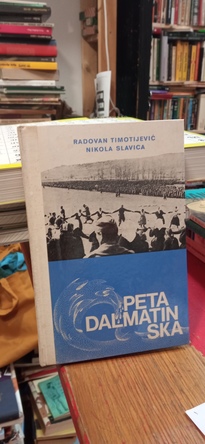 RADOVAN TIMOTIJEVIĆ
NIKOLA SLAVICA
PETA
DALMATIN
SKA